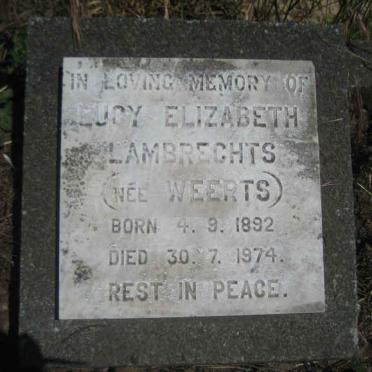 IN LOVING MEMORY OF
LUCY ELIZABETH
LAMBRECHTS
(NÉE WEERTS)
BORN 4. 9. 1892
DIED 30. 7. 1974.
REST IN PEACE.